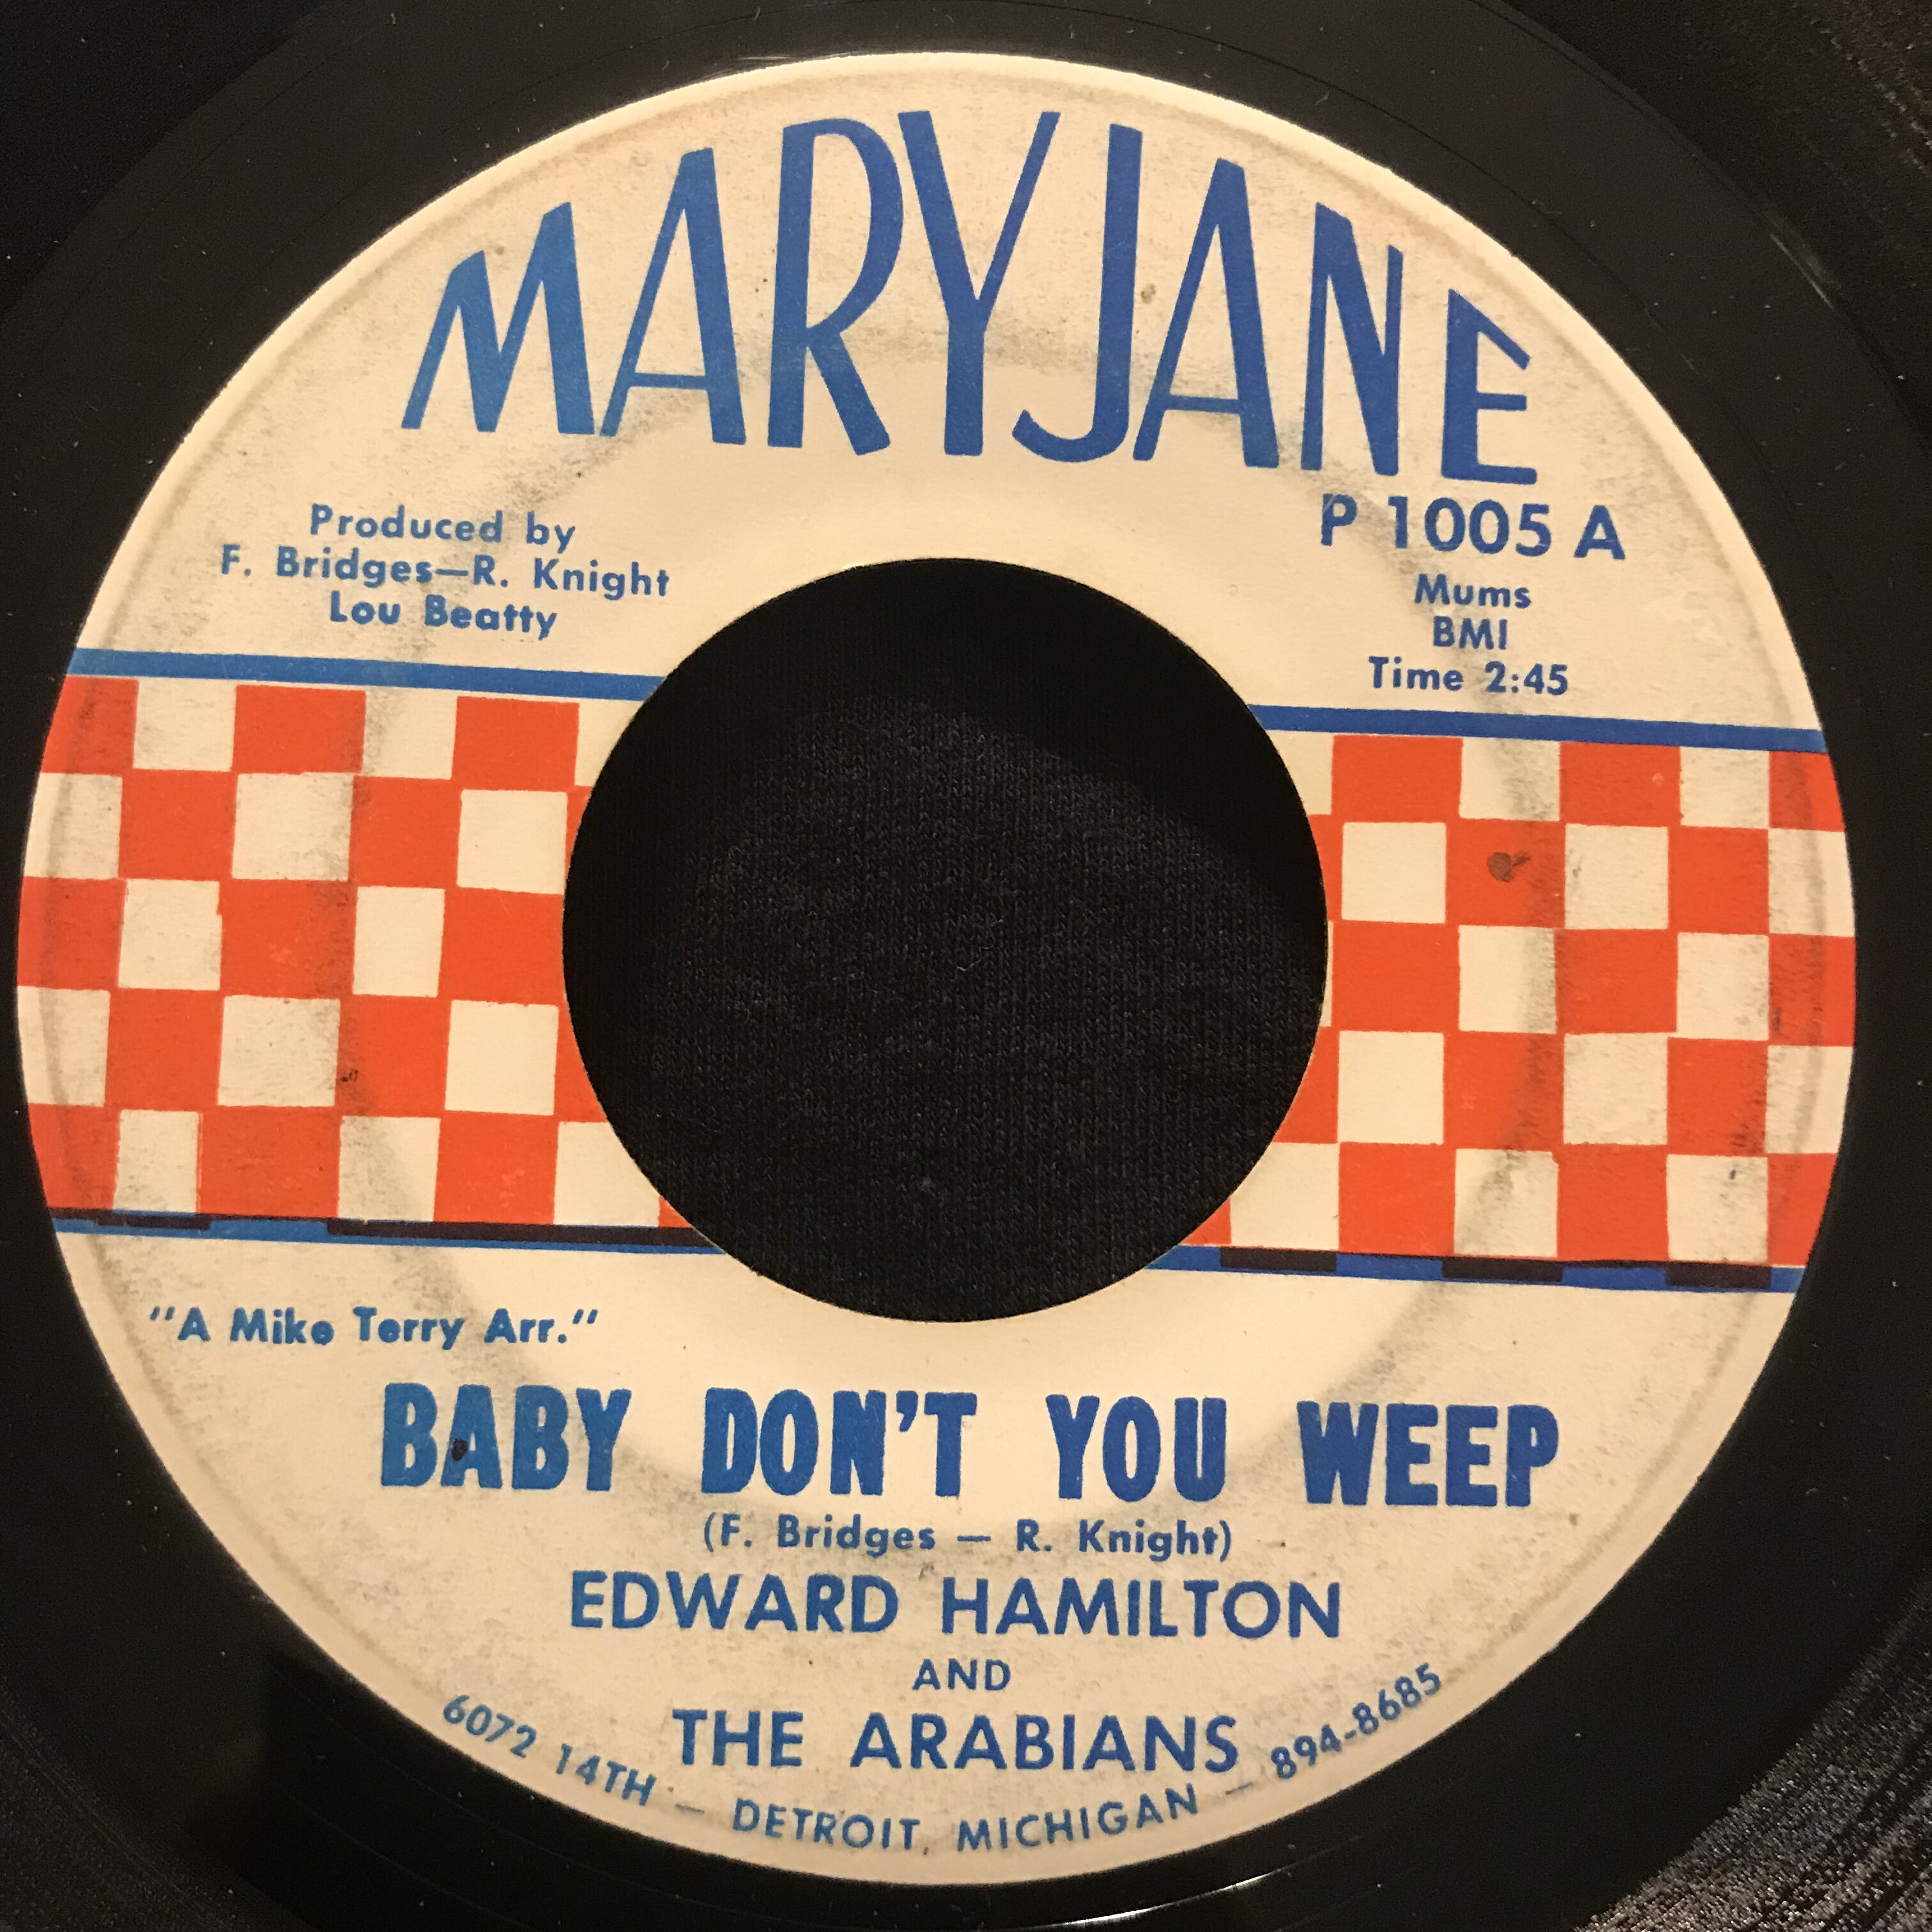 MARYJANE
Produced by
F. Bridges—R. Knight
Lou Beatty
P 1005 A
Mums
BMI
Time 2:45
"A Mike Terry Arr."
BABY DON'T YOU WEEP
(F. Bridges — R. Knight)
EDWARD HAMILTON
AND
THE ARABIANS
6072 14TH — DETROIT, MICHIGAN — 894-8685